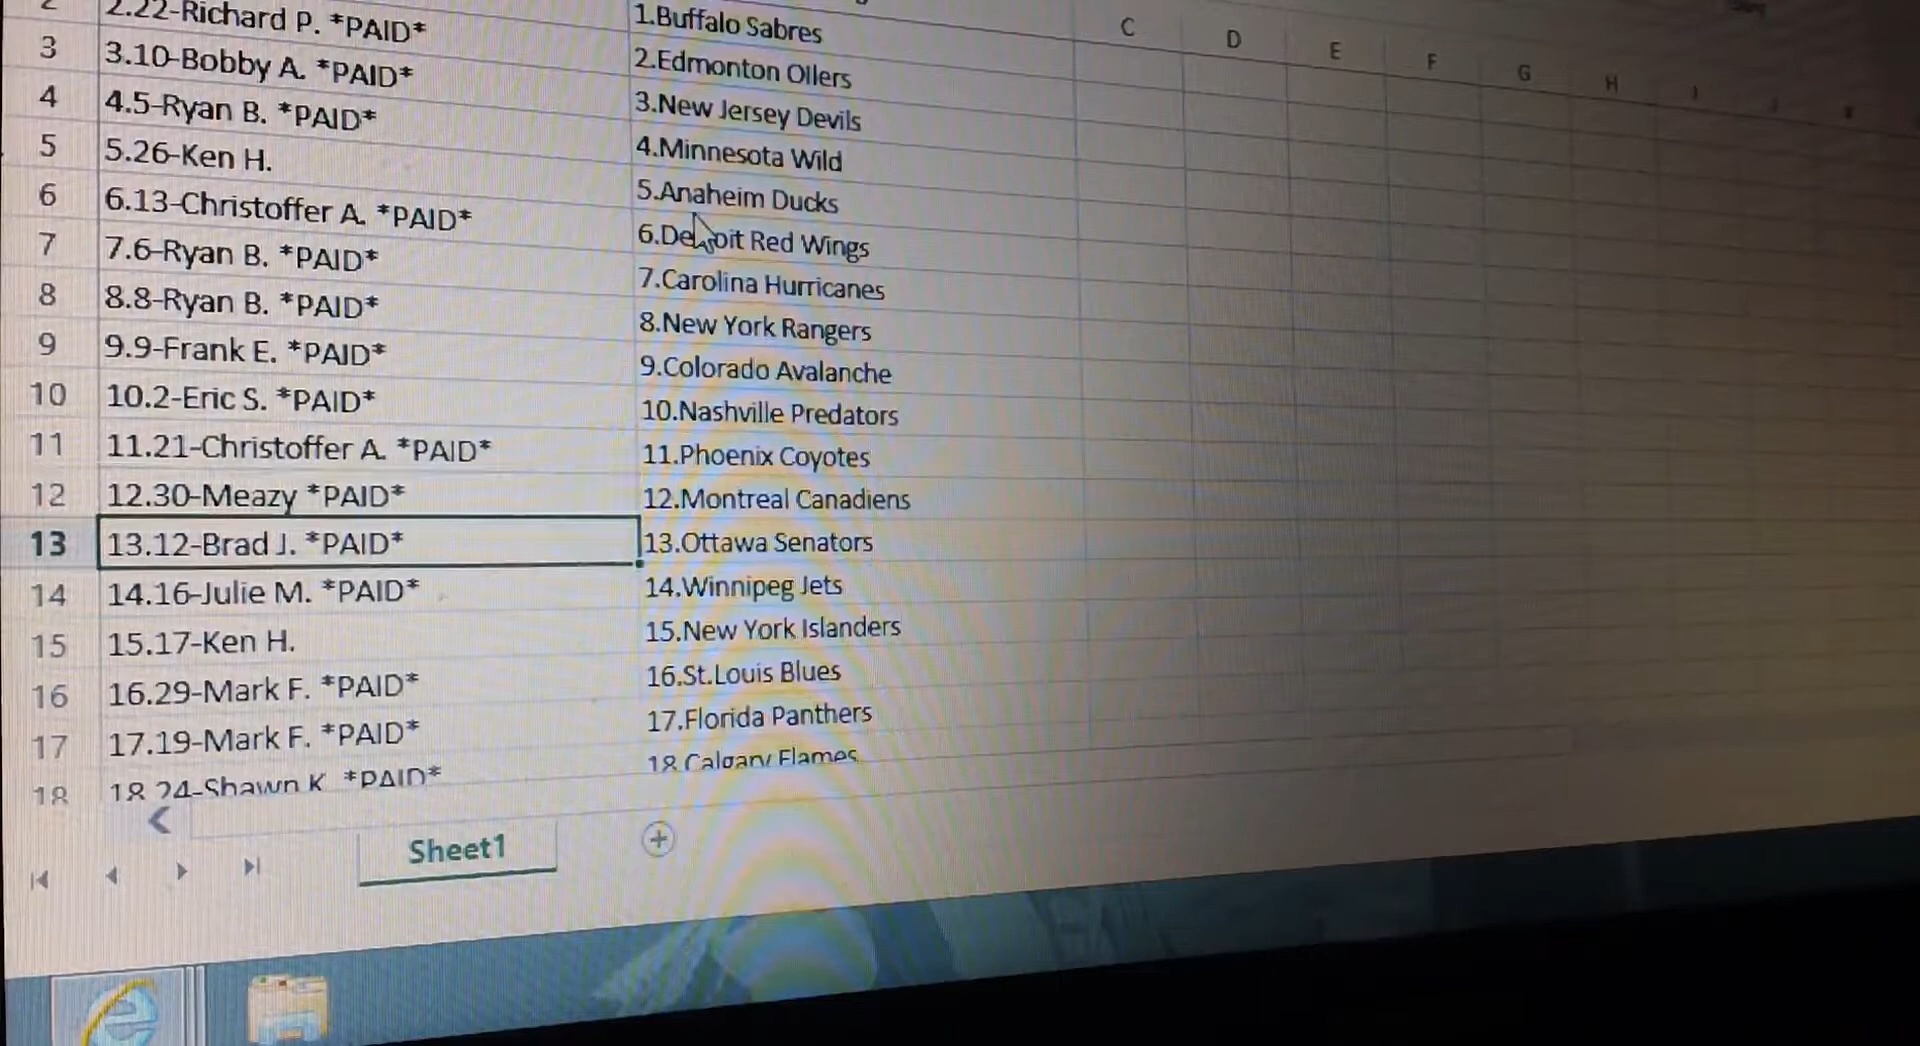 C D E F G H
2 2.22-Richard P. *PAID* 1.Buffalo Sabres
3 3.10-Bobby A. *PAID* 2.Edmonton OIlers
4 4.5-Ryan B. *PAID* 3.New Jersey Devils
5 5.26-Ken H. 4.Minnesota Wild
6 6.13-Christoffer A. *PAID* 5.Anaheim Ducks
7 7.6-Ryan B. *PAID* 6.Detroit Red Wings
8 8.8-Ryan B. *PAID* 7.Carolina Hurricanes
9 9.9-Frank E. *PAID* 8.New York Rangers
10 10.2-Eric S. *PAID* 9.Colorado Avalanche
11 11.21-Christoffer A. *PAID* 10.Nashville Predators
12 12.30-Meazy *PAID* 11.Phoenix Coyotes
13 13.12-Brad J. *PAID* 12.Montreal Canadiens
14 14.16-Julie M. *PAID* 13.Ottawa Senators
15 15.17-Ken H. 14.Winnipeg Jets
16 16.29-Mark F. *PAID* 15.New York Islanders
17 17.19-Mark F. *PAID* 16.St.Louis Blues
18 18.24-Shawn K. *PAID* 17.Florida Panthers
18.Calgary Flames
Sheet1